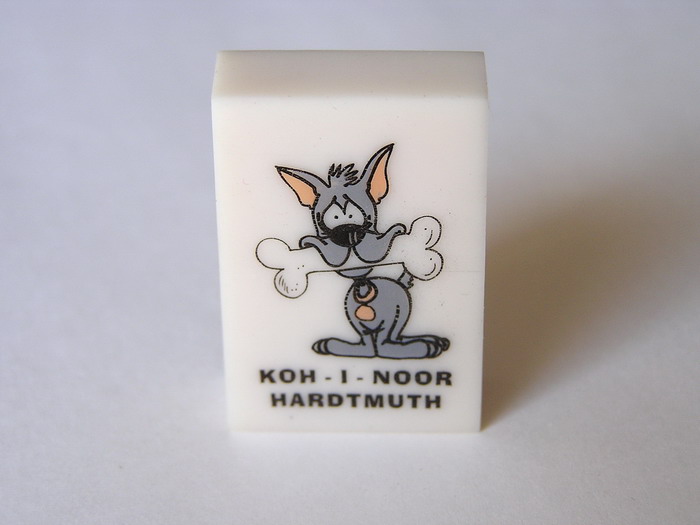 KOH - I - NOOR
HARDTMUTH